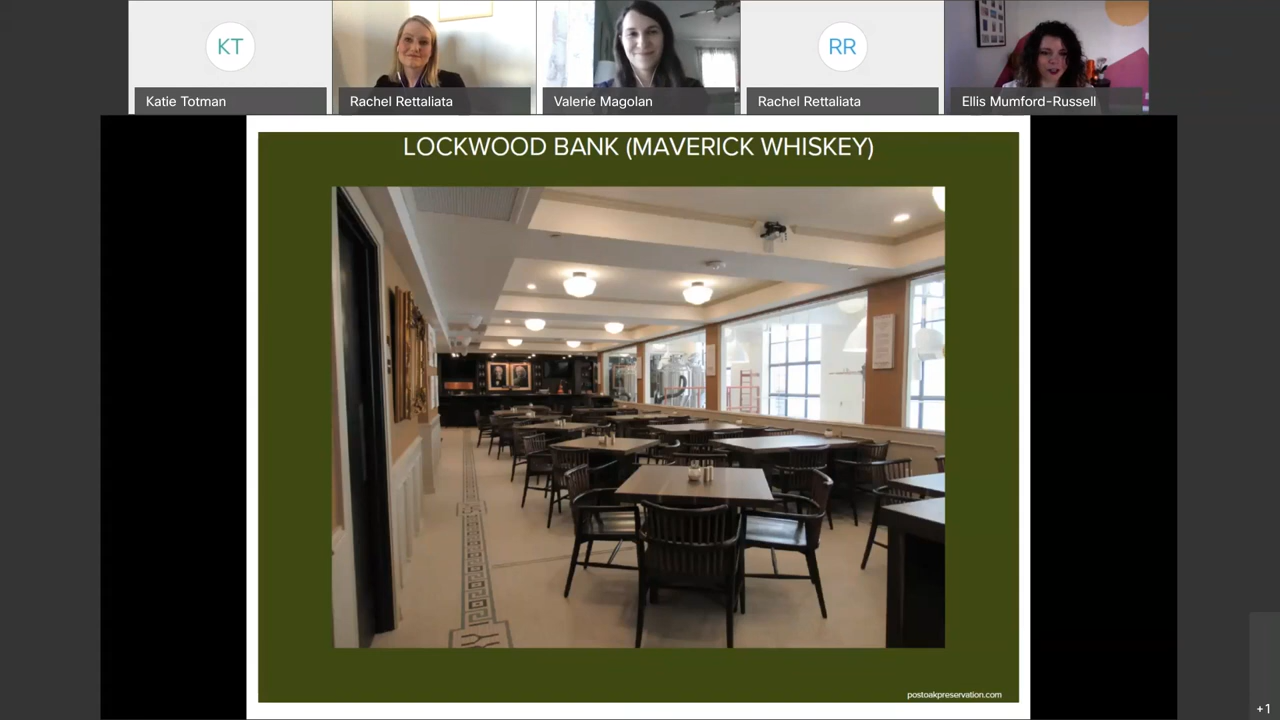 KT
Katie Totman
Rachel Rettaliata
Valerie Magolan
RR
Rachel Rettaliata
Ellis Mumford-Russell
LOCKWOOD BANK (MAVERICK WHISKEY)
postoakpreservation.com
+1